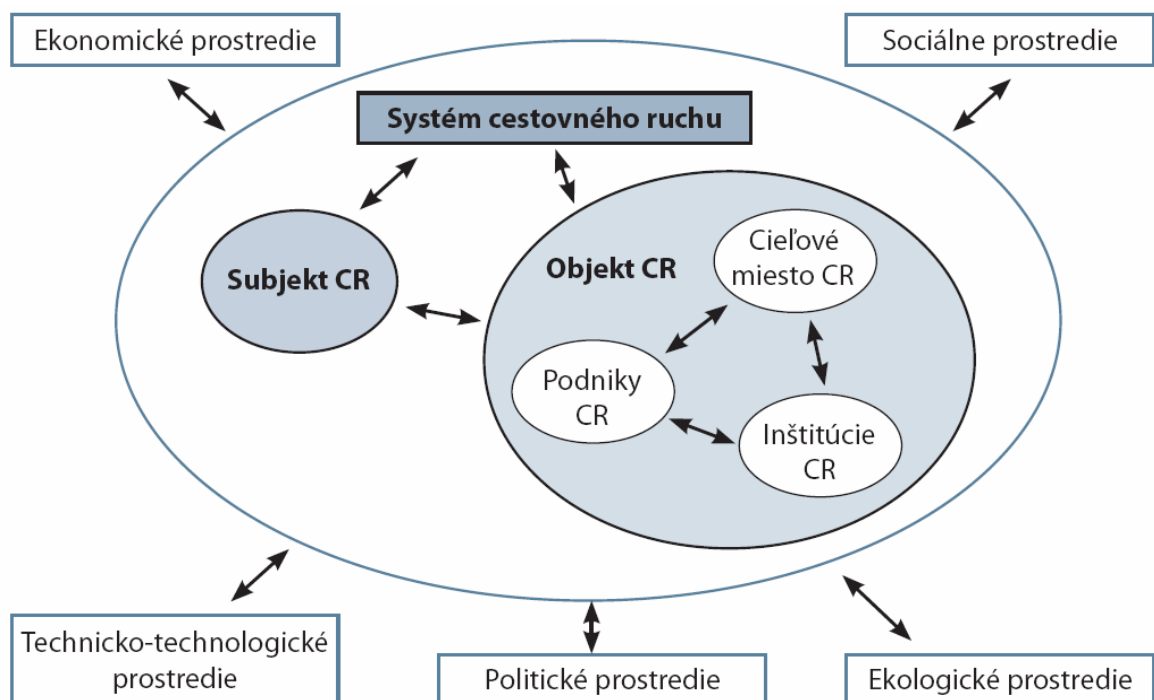 Ekonomické prostredie
Sociálne prostredie
Systém cestovného ruchu
Subjekt CR
Objekt CR
Cieľové
miesto CR
Podniky
CR
Inštitúcie
CR
Technicko-technologické
prostredie
Politické prostredie
Ekologické prostredie